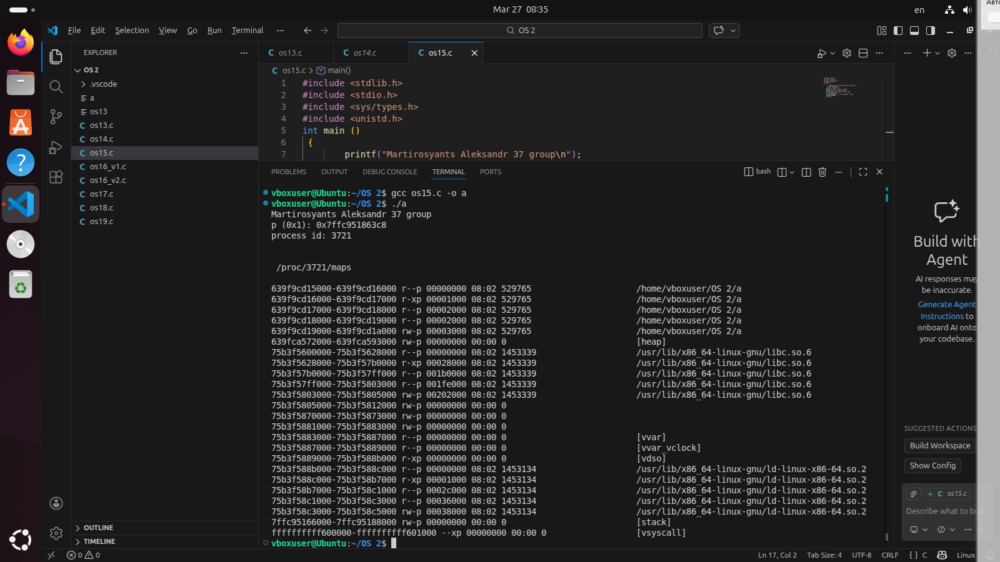 Mar 27 08:35
en
File Edit Selection View Go Run Terminal ···
OS 2
EXPLORER
OS 2
.vscode
a
os13
os13.c
os14.c
os15.c
os16_v1.c
os16_v2.c
os17.c
os18.c
os19.c
OUTLINE
TIMELINE
os13.c os14.c os15.c
os15.c > main()
1 #include <stdlib.h>
2 #include <stdio.h>
3 #include <sys/types.h>
4 #include <unistd.h>
5 int main ()
6 {
7 printf("Martirosyants Aleksandr 37 group\n");
PROBLEMS OUTPUT DEBUG CONSOLE TERMINAL PORTS
bash
vboxuser@Ubuntu:~/OS 2$ gcc os15.c -o a
vboxuser@Ubuntu:~/OS 2$ ./a
Martirosyants Aleksandr 37 group
p (0x1): 0x7ffc951863c8
process id: 3721
/proc/3721/maps
639f9cd15000-639f9cd16000 r--p 00000000 08:02 529765 /home/vboxuser/OS 2/a
639f9cd16000-639f9cd17000 r-xp 00001000 08:02 529765 /home/vboxuser/OS 2/a
639f9cd17000-639f9cd18000 r--p 00002000 08:02 529765 /home/vboxuser/OS 2/a
639f9cd18000-639f9cd19000 r--p 00002000 08:02 529765 /home/vboxuser/OS 2/a
639f9cd19000-639f9cd1a000 rw-p 00003000 08:02 529765 /home/vboxuser/OS 2/a
639fca572000-639fca593000 rw-p 00000000 00:00 0 [heap]
75b3f5600000-75b3f5628000 r--p 00000000 08:02 1453339 /usr/lib/x86_64-linux-gnu/libc.so.6
75b3f5628000-75b3f57b0000 r-xp 00028000 08:02 1453339 /usr/lib/x86_64-linux-gnu/libc.so.6
75b3f57b0000-75b3f57ff000 r--p 001b0000 08:02 1453339 /usr/lib/x86_64-linux-gnu/libc.so.6
75b3f57ff000-75b3f5803000 r--p 001fe000 08:02 1453339 /usr/lib/x86_64-linux-gnu/libc.so.6
75b3f5803000-75b3f5805000 rw-p 00202000 08:02 1453339 /usr/lib/x86_64-linux-gnu/libc.so.6
75b3f5805000-75b3f5812000 rw-p 00000000 00:00 0
75b3f5870000-75b3f5873000 rw-p 00000000 00:00 0
75b3f5881000-75b3f5883000 rw-p 00000000 00:00 0
75b3f5883000-75b3f5887000 r--p 00000000 00:00 0 [vvar]
75b3f5887000-75b3f5889000 r--p 00000000 00:00 0 [vvar_vclock]
75b3f5889000-75b3f588b000 r-xp 00000000 00:00 0 [vdso]
75b3f588b000-75b3f588c000 r--p 00000000 08:02 1453134 /usr/lib/x86_64-linux-gnu/ld-linux-x86-64.so.2
75b3f588c000-75b3f58b7000 r-xp 00001000 08:02 1453134 /usr/lib/x86_64-linux-gnu/ld-linux-x86-64.so.2
75b3f58b7000-75b3f58c1000 r--p 0002c000 08:02 1453134 /usr/lib/x86_64-linux-gnu/ld-linux-x86-64.so.2
75b3f58c1000-75b3f58c3000 r--p 00036000 08:02 1453134 /usr/lib/x86_64-linux-gnu/ld-linux-x86-64.so.2
75b3f58c3000-75b3f58c5000 rw-p 00038000 08:02 1453134 /usr/lib/x86_64-linux-gnu/ld-linux-x86-64.so.2
7ffc95166000-7ffc95188000 rw-p 00000000 00:00 0 [stack]
ffffffffff600000-ffffffffff601000 --xp 00000000 00:00 0 [vsyscall]
vboxuser@Ubuntu:~/OS 2$
Build with
Agent
AI responses may
be inaccurate.
Generate Agent
Instructions to
onboard AI onto
your codebase.
SUGGESTED ACTIONS
Build Workspace
Show Config
os15.c
Describe what to buil
0 0
Ln 17, Col 2 Tab Size: 4 UTF-8 CRLF { } C Linux